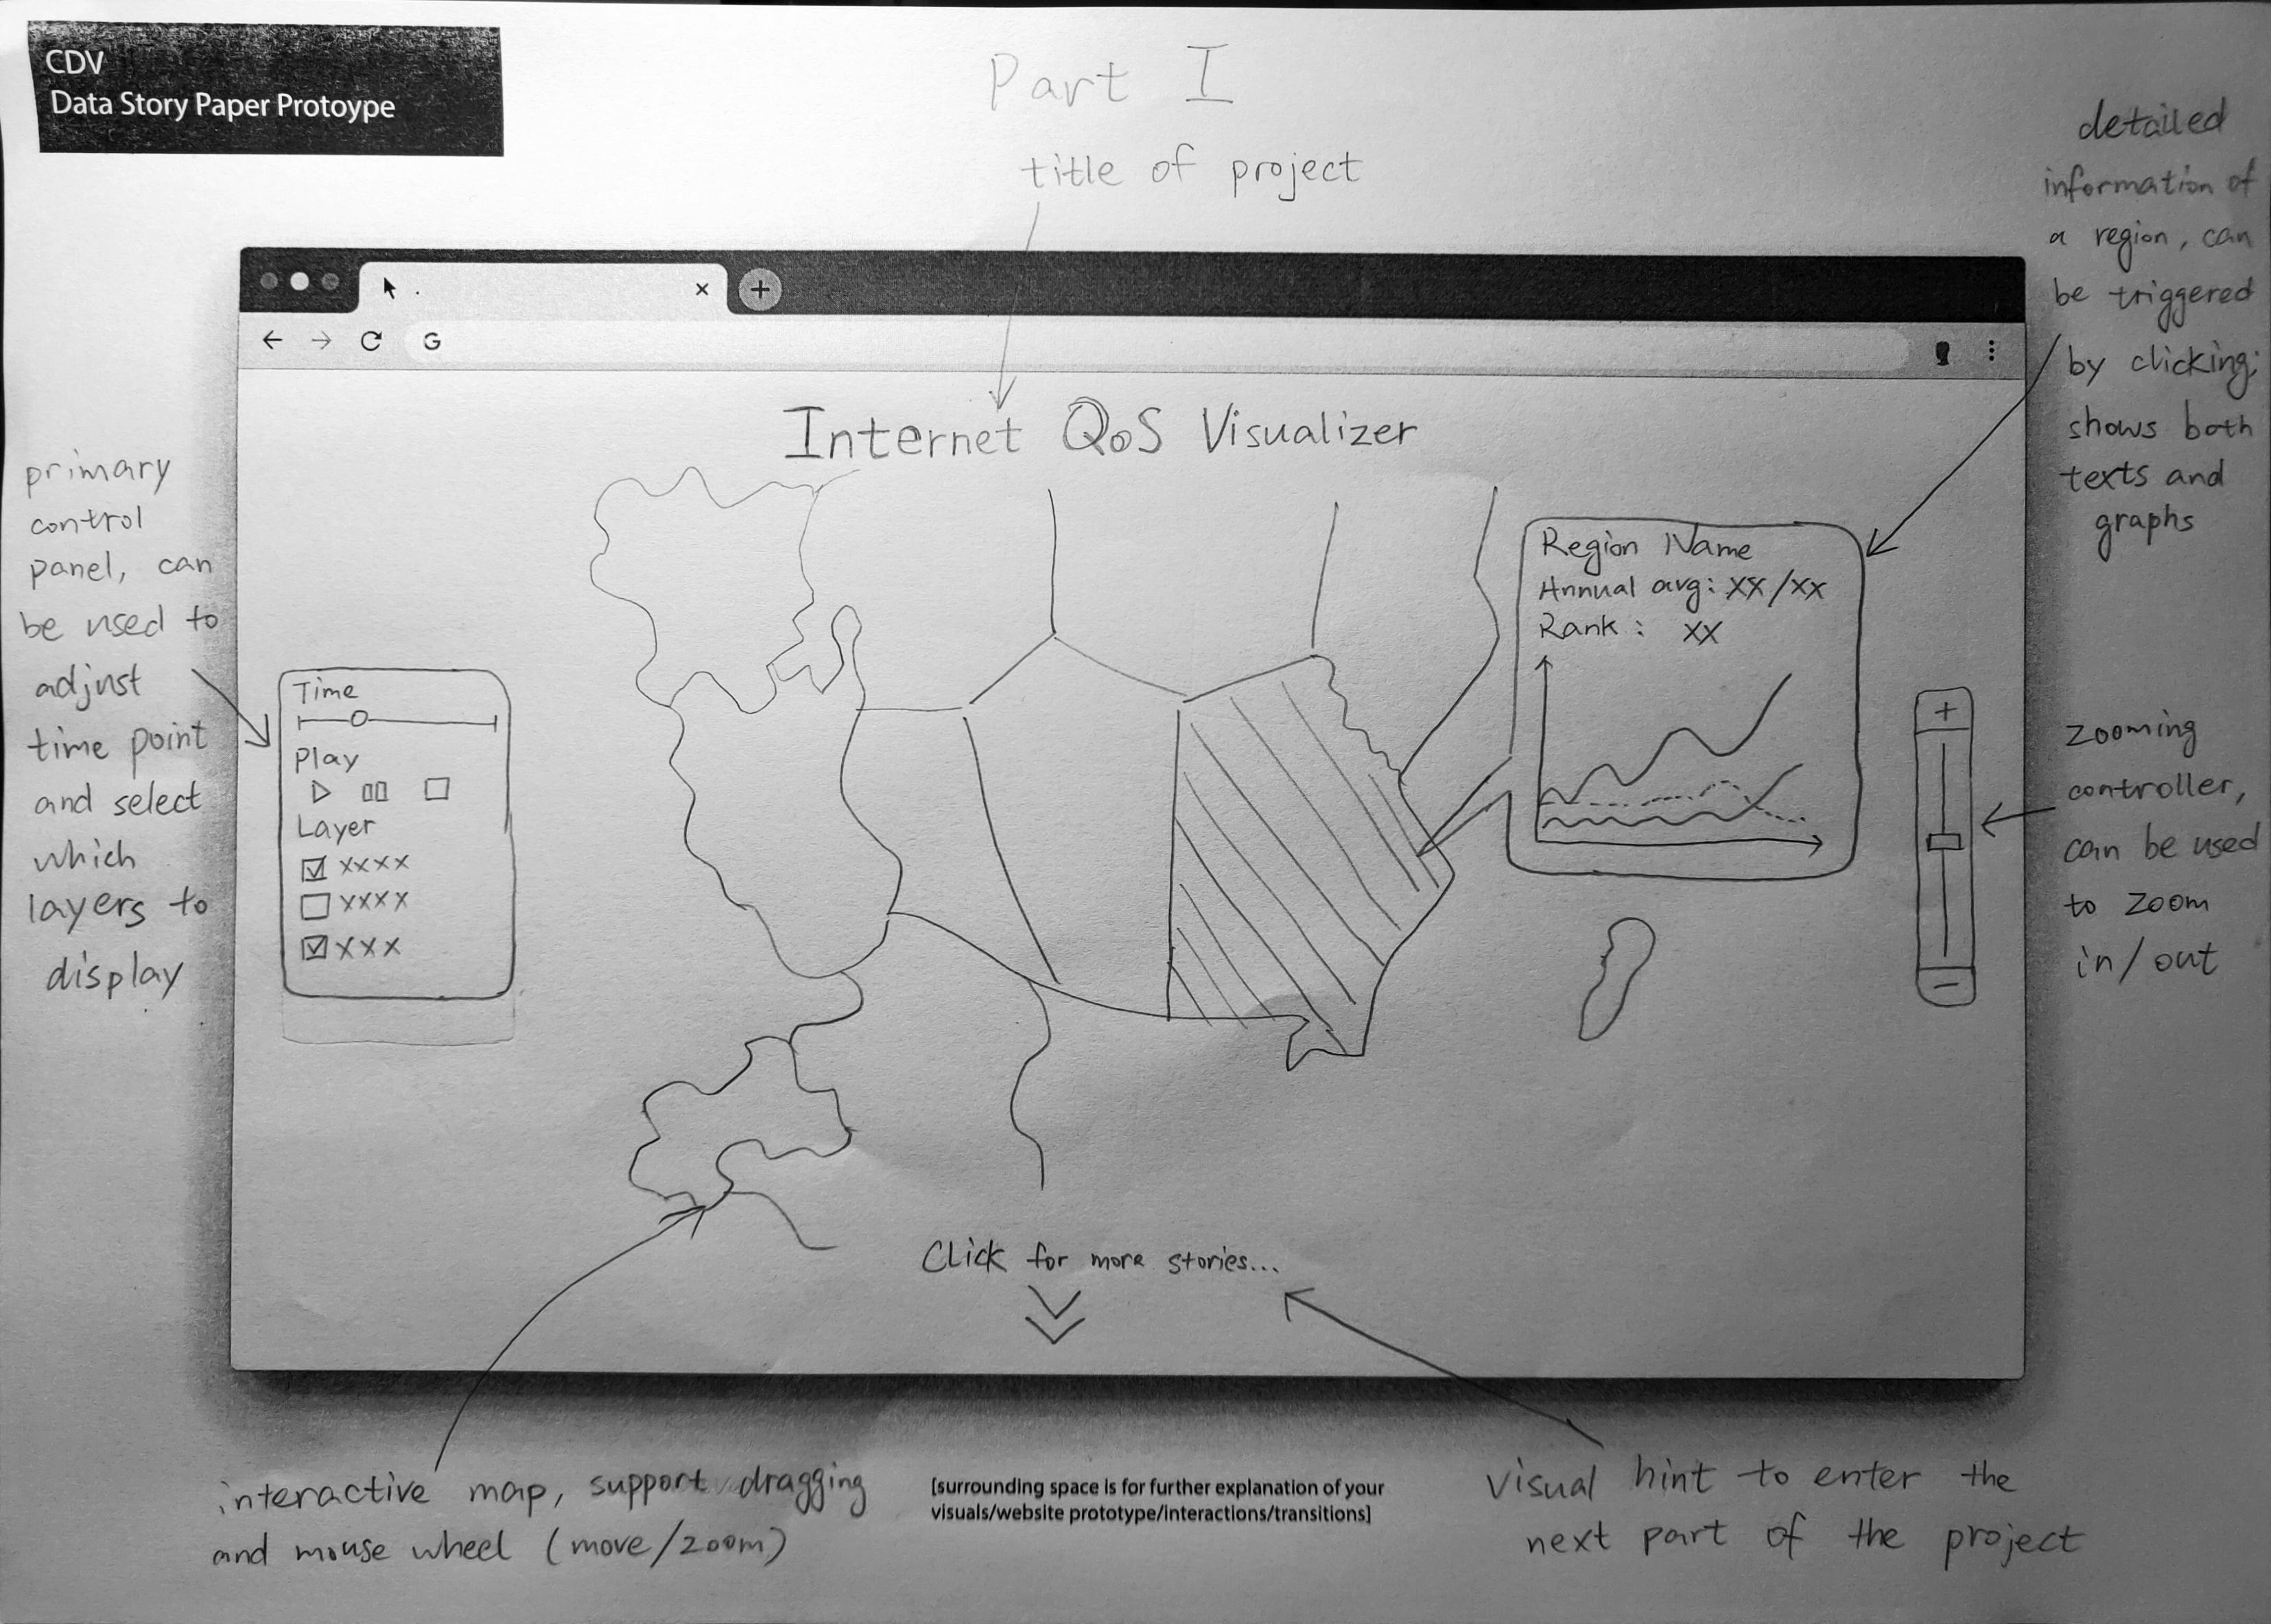 CDV
Data Story Paper Protoype
Part I
title of project
detailed
information of
a region, can
be triggered
by clicking;
shows both
texts and
graphs
G
Internet QoS Visualizer
primary
control
panel, can
be used to
adjust
time point
and select
which
layers to
display
Time
Play
Layer
xxxx
xxxx
xxx
Region Name
Annual avg: xx/xx
Rank: xx
+
−
zooming
controller,
can be used
to zoom
in/out
Click for more stories...
interactive map, support dragging
and mouse wheel (move/zoom)
[surrounding space is for further explanation of your
visuals/website prototype/interactions/transitions]
visual hint to enter the
next part of the project